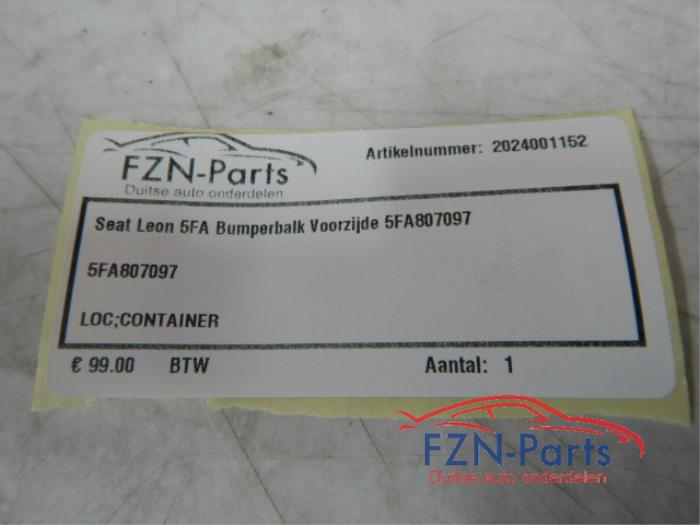 FZN-Parts
Duitse auto onderdelen
Artikelnummer: 2024001152
Seat Leon 5FA Bumperbalk Voorzijde 5FA807097
5FA807097
LOC;CONTAINER
€ 99.00 BTW Aantal: 1
FZN-Parts
Duitse auto onderdelen